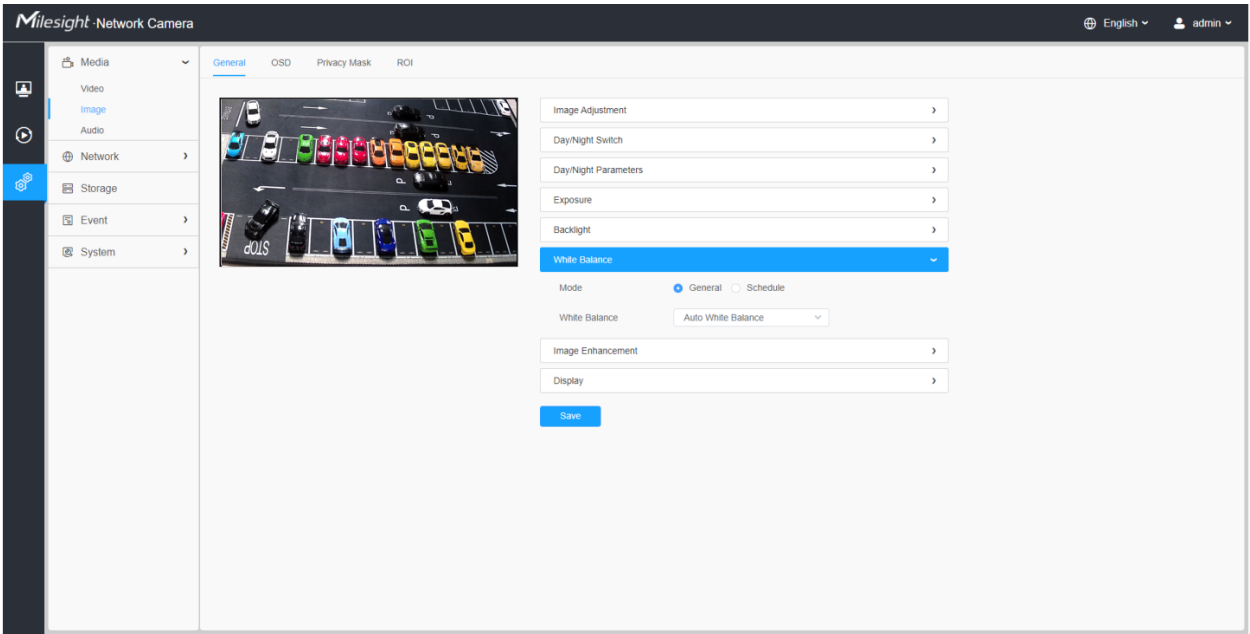 Milesight·Network Camera
English
admin
Media
Video
Image
Audio
Network
Storage
Event
System
General OSD Privacy Mask ROI
P
P
STOP
Image Adjustment
Day/Night Switch
Day/Night Parameters
Exposure
Backlight
White Balance
Mode General Schedule
White Balance Auto White Balance
Image Enhancement
Display
Save